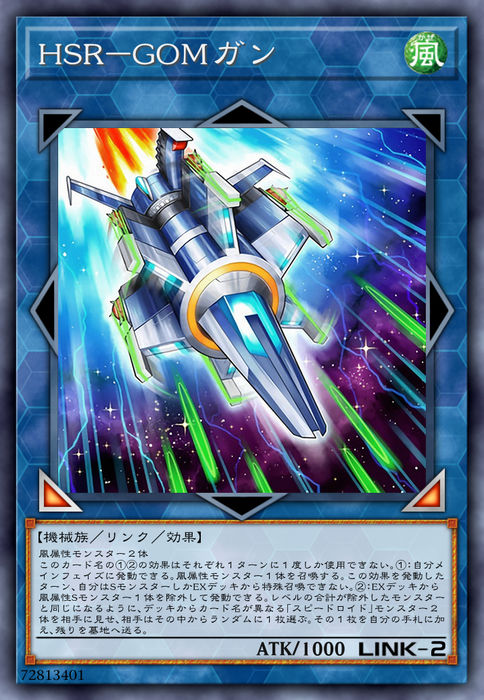 HSR－GOMガン
かぜ
風
【機械族／リンク／効果】
風属性モンスター２体
このカード名の①②の効果はそれぞれ１ターンに１度しか使用できない。①：自分メ
インフェイズに発動できる。風属性モンスター１体を召喚する。この効果を発動した
ターン、自分はSモンスターしかEXデッキから特殊召喚できない。②：EXデッキから
風属性Sモンスター１体を除外して発動できる。レベルの合計が除外したモンスター
と同じになるように、デッキからカード名が異なる「スピードロイド」モンスター２
体を相手に見せ、相手はその中からランダムに１枚選ぶ。その１枚を自分の手札に加
え、残りを墓地へ送る。
ATK/1000 LINK-2
72813401